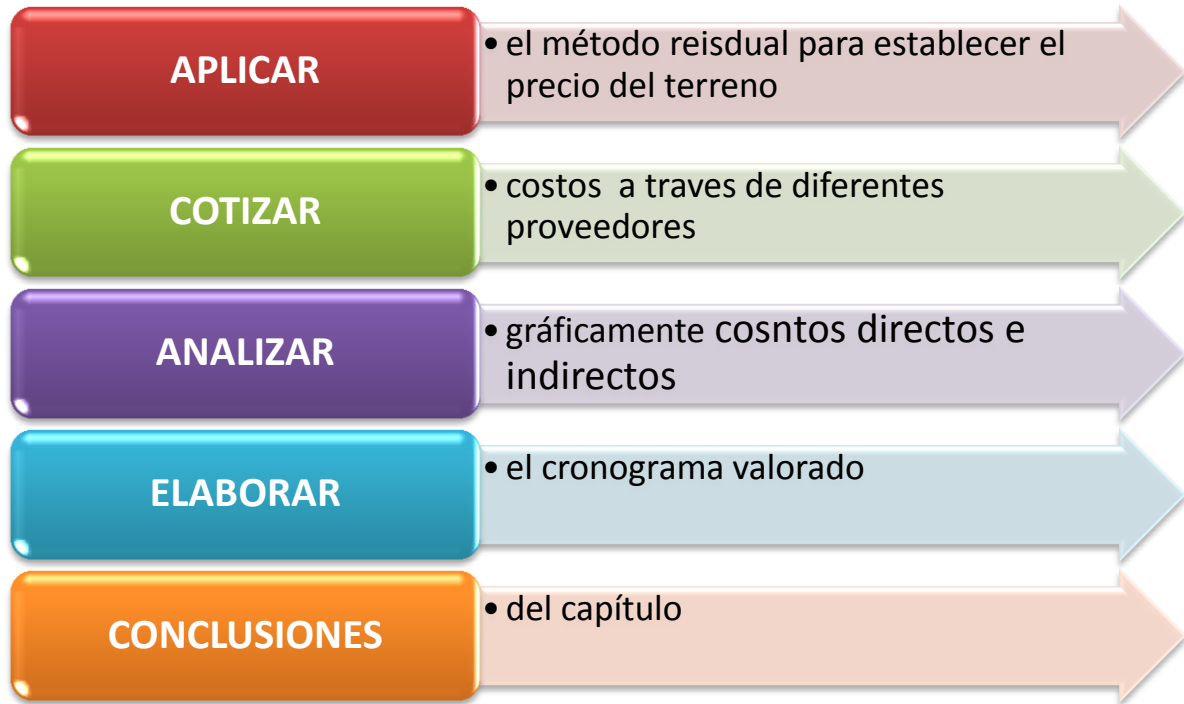 APLICAR
• el método reisdual para establecer el
precio del terreno
COTIZAR
• costos a traves de diferentes
proveedores
ANALIZAR
• gráficamente cosntos directos e
indirectos
ELABORAR
• el cronograma valorado
CONCLUSIONES
• del capítulo